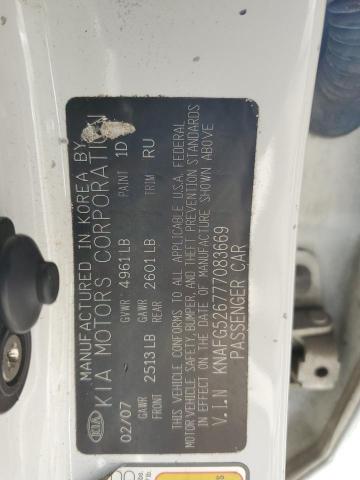 KIA
MANUFACTURED IN KOREA BY
KIA MOTORS CORPORATION
02/07 GVWR 4961 LB PAINT 1D
GAWR FRONT 2513 LB GAWR REAR 2601 LB TRIM RU
THIS VEHICLE CONFORMS TO ALL APPLICABLE U.S.A. FEDERAL
MOTOR VEHICLE SAFETY, BUMPER, AND THEFT PREVENTION STANDARDS
IN EFFECT ON THE DATE OF MANUFACTURE SHOWN ABOVE
V.I.N KNAFG526777083669
PASSENGER CAR